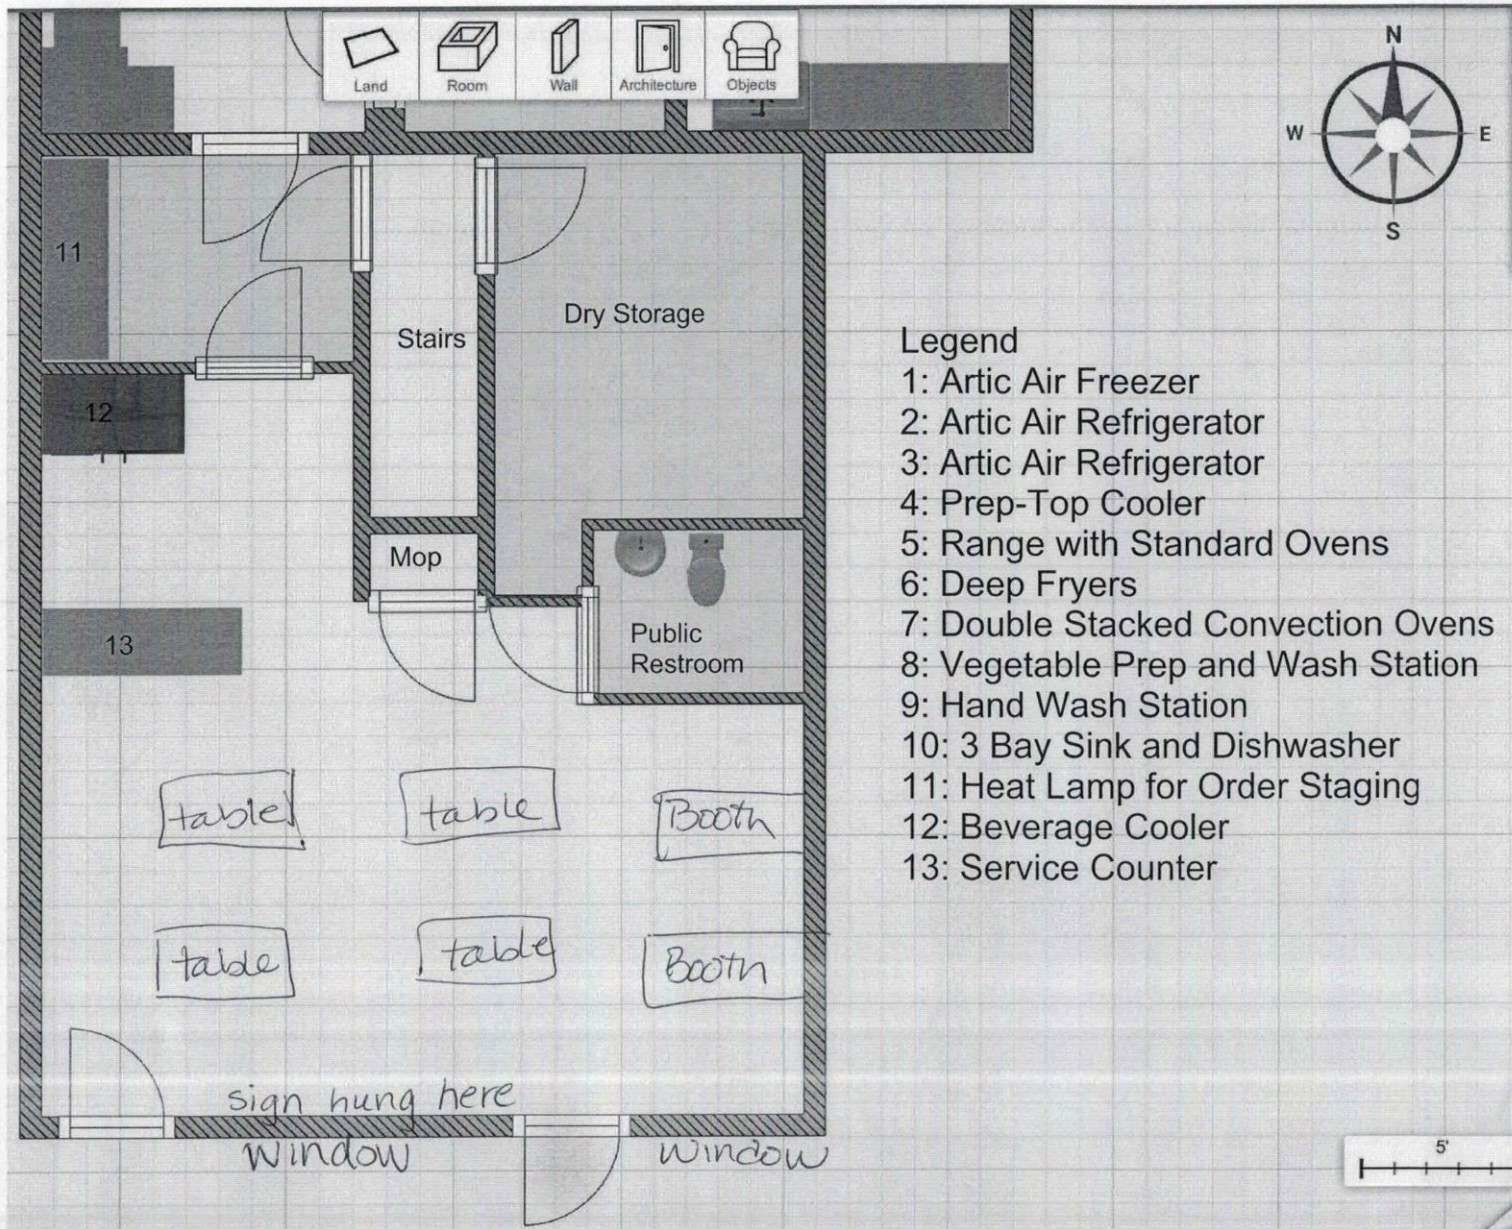 Land Room Wall Architecture Objects
N
W E
S
11
Stairs
Dry Storage
12
Mop
13
Public
Restroom
Legend
1: Artic Air Freezer
2: Artic Air Refrigerator
3: Artic Air Refrigerator
4: Prep-Top Cooler
5: Range with Standard Ovens
6: Deep Fryers
7: Double Stacked Convection Ovens
8: Vegetable Prep and Wash Station
9: Hand Wash Station
10: 3 Bay Sink and Dishwasher
11: Heat Lamp for Order Staging
12: Beverage Cooler
13: Service Counter
table table Booth
table table Booth
sign hung here
window window
5'